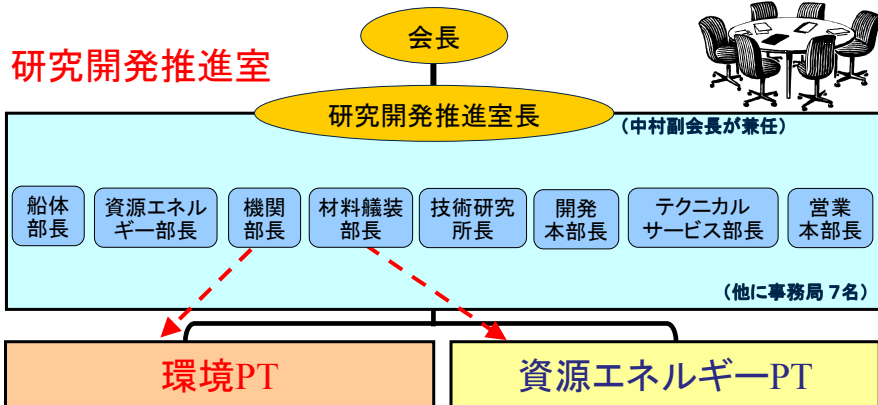 会長
研究開発推進室
研究開発推進室長
(中村副会長が兼任)
船体
部長
資源エネル
ギー部長
機関
部長
材料艤装
部長
技術研究
所長
開発
本部長
テクニカル
サービス部長
営業
本部長
(他に事務局 7名)
環境PT
資源エネルギーPT